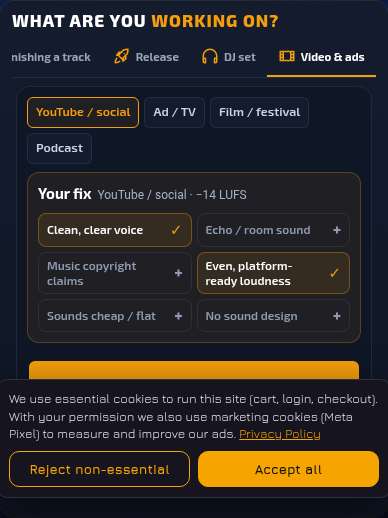 WHAT ARE YOU WORKING ON?
nishing a track Release DJ set Video & ads
YouTube / social Ad / TV Film / festival
Podcast
Your fix YouTube / social · −14 LUFS
Clean, clear voice ✓ Echo / room sound +
Music copyright
claims +
Even, platform-
ready loudness ✓
Sounds cheap / flat + No sound design +
We use essential cookies to run this site (cart, login, checkout).
With your permission we also use marketing cookies (Meta
Pixel) to measure and improve our ads. Privacy Policy
Reject non-essential Accept all